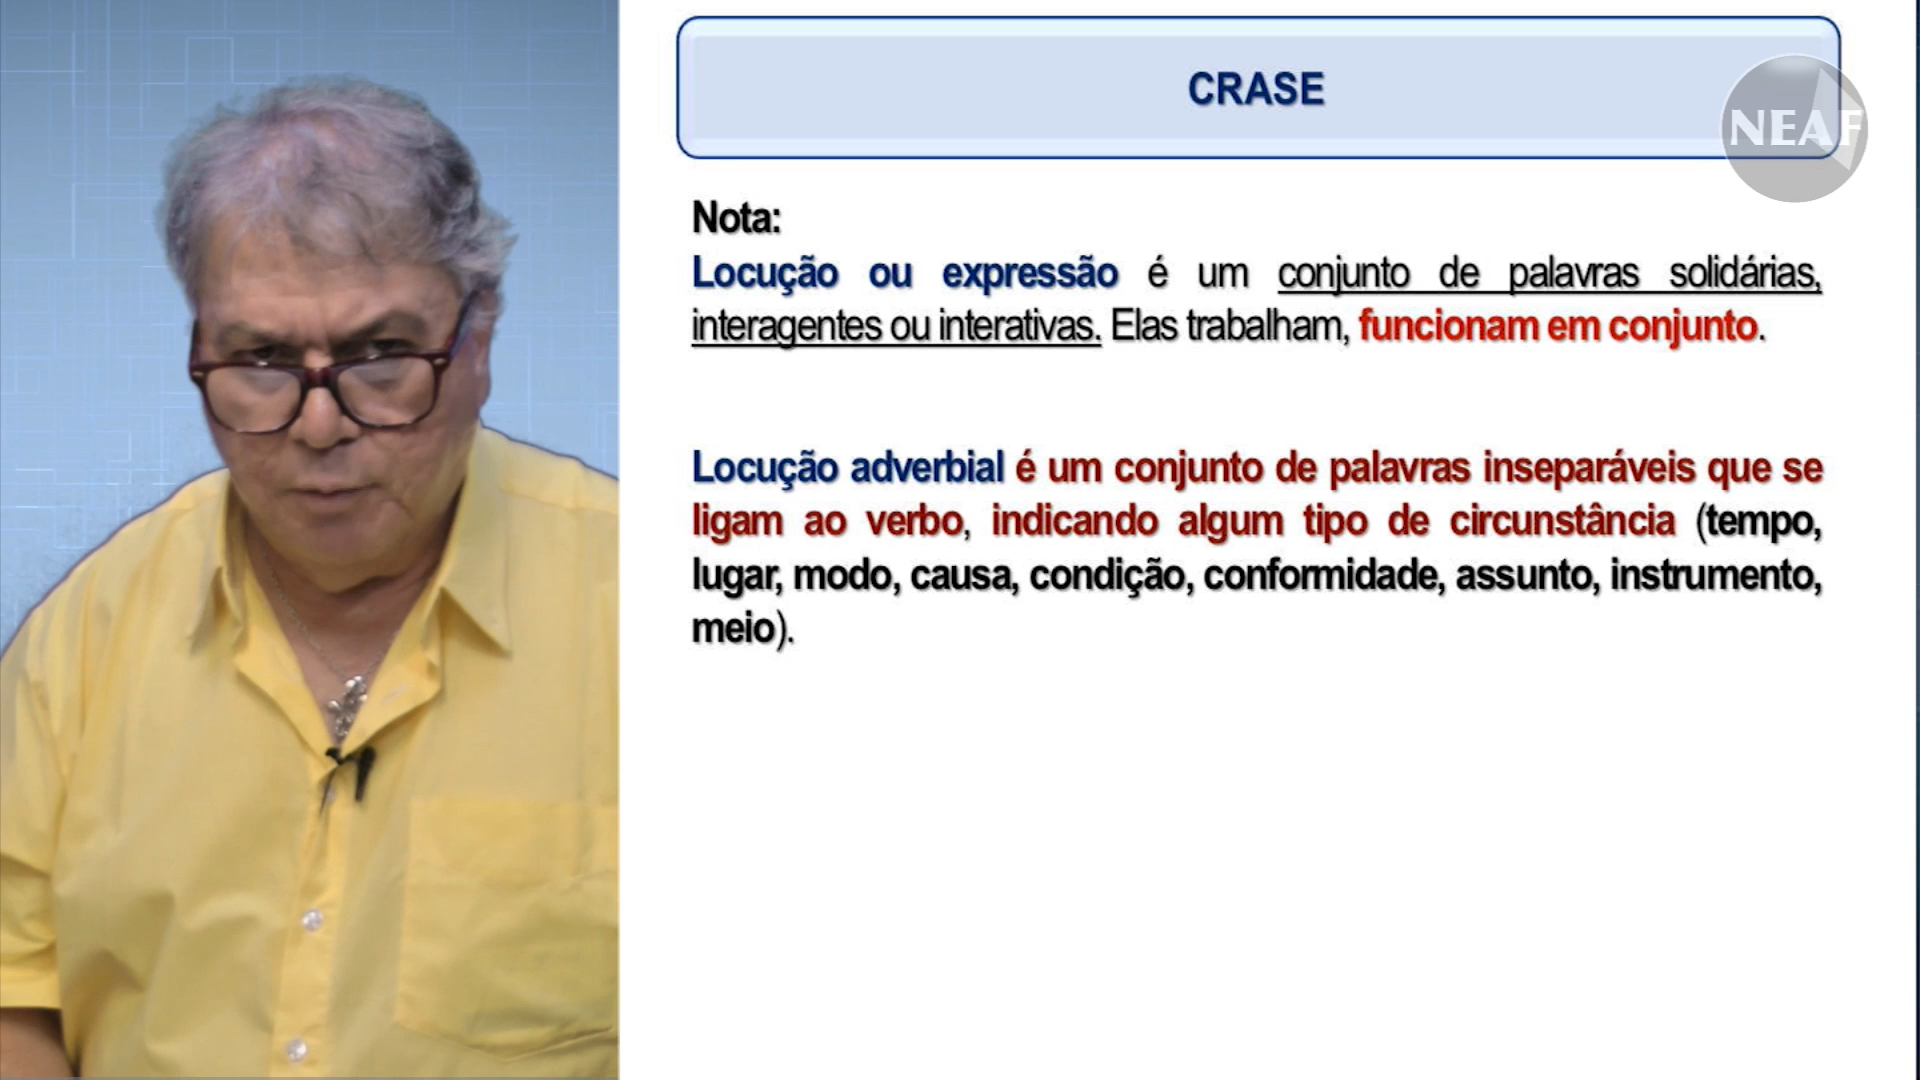 CRASE
NEAF
Nota:
Locução ou expressão é um conjunto de palavras solidárias,
interagentes ou interativas. Elas trabalham, funcionam em conjunto.
Locução adverbial é um conjunto de palavras inseparáveis que se
ligam ao verbo, indicando algum tipo de circunstância (tempo,
lugar, modo, causa, condição, conformidade, assunto, instrumento,
meio).